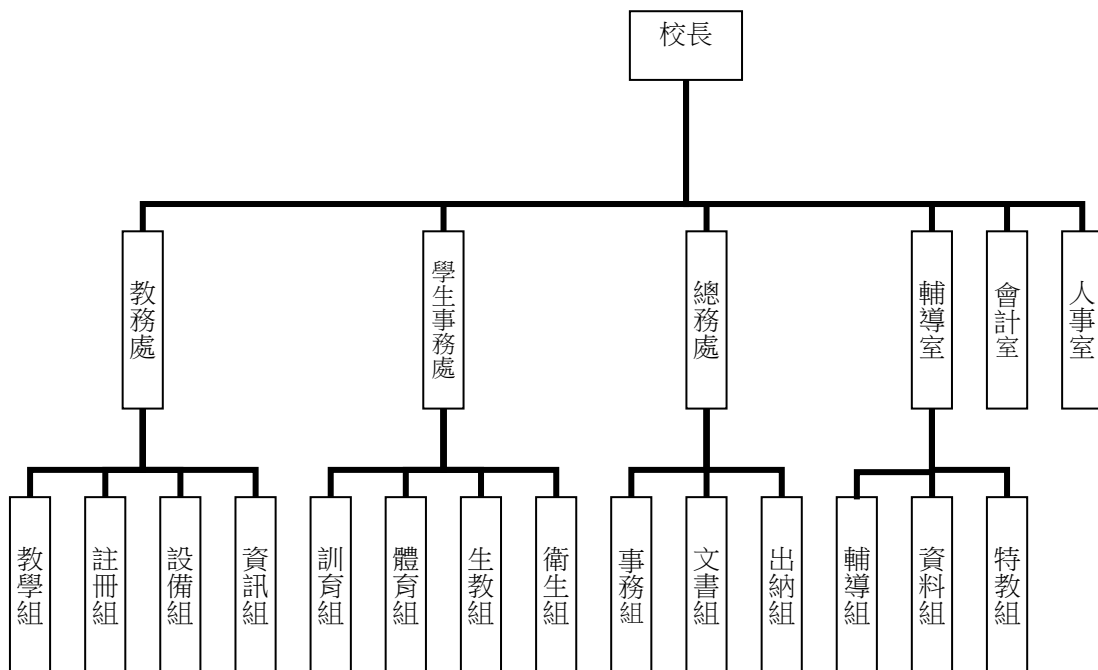 校長
教務處
學生事務處
總務處
輔導室
會計室
人事室
教學組
註冊組
設備組
資訊組
訓育組
體育組
生教組
衛生組
事務組
文書組
出納組
輔導組
資料組
特教組